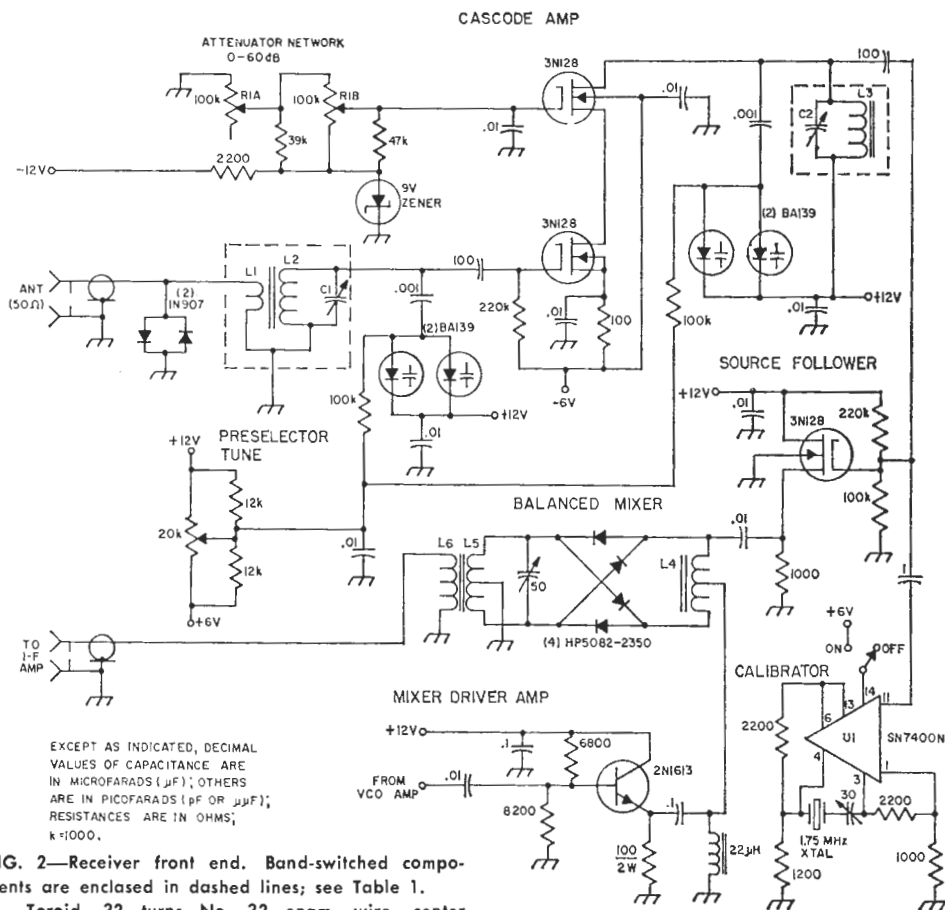 CASCODE AMP
ATTENUATOR NETWORK
0-60dB
3N128
100
100k
R1A
100k
R1B
.01
.01
.001
C2
L3
39k
47k
2200
-12V
9V
ZENER
3N128
(2) BA139
L1
L2
C1
100
ANT
(50Ω)
(2)
1N907
.001
220k
.01
100
100k
.01
+12V
(2)BA139
-6V
SOURCE FOLLOWER
100k
+12V
.01
+12V
3N128
220k
.01
PRESELECTOR
TUNE
+12V
12k
20k
12k
.01
+6V
BALANCED MIXER
100k
.01
L6
L5
50
L4
1000
.1
(4) HP5082-2350
+6V
ON
OFF
TO
I-F
AMP
CALIBRATOR
MIXER DRIVER AMP
14
13
11
6
2200
U1
SN7400N
4
1
3
+12V
.1
6800
2N1613
EXCEPT AS INDICATED, DECIMAL
VALUES OF CAPACITANCE ARE
IN MICROFARADS (µF); OTHERS
ARE IN PICOFARADS (pF OR µµF);
RESISTANCES ARE IN OHMS;
k=1000.
FROM
VCO AMP
.01
8200
.1
30
2200
1.75 MHz
XTAL
100
2W
22µH
1200
1000
IG. 2—Receiver front end. Band-switched compo-
ents are enclased in dashed lines; see Table 1.